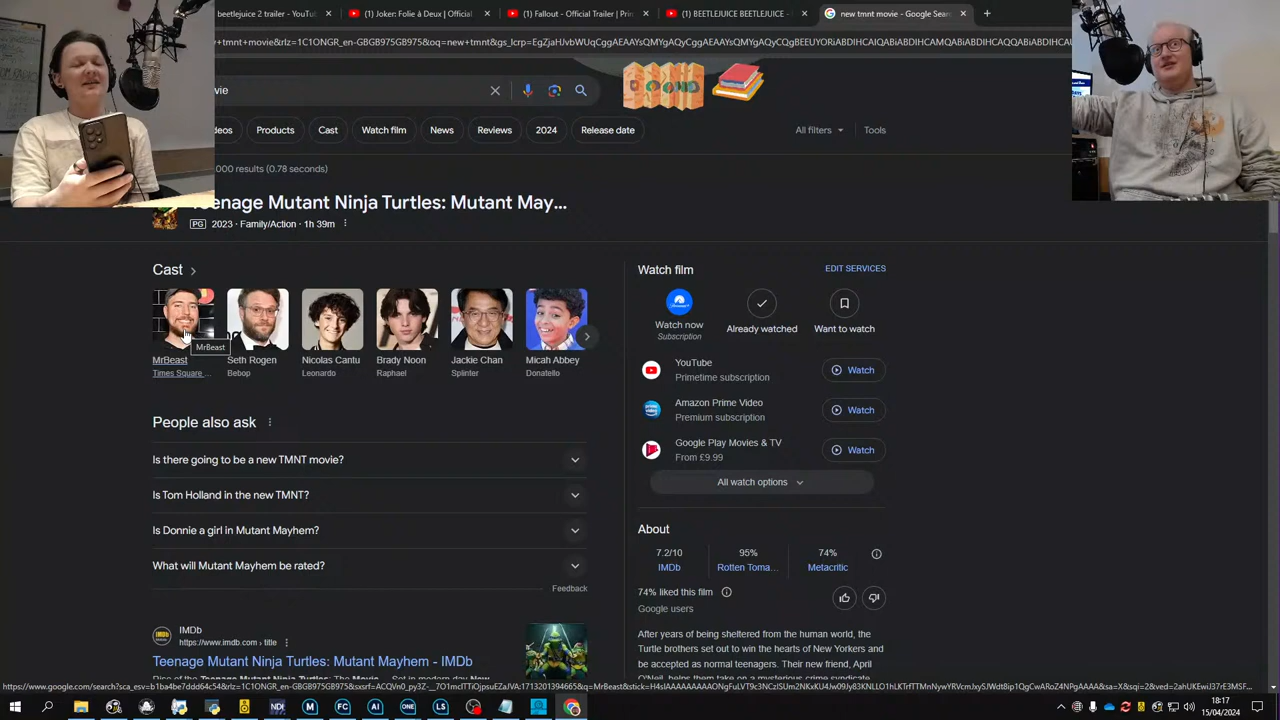 beetlejuice 2 trailer - YouT
(1) Joker: Folie à Deux | Official
(1) Fallout - Official Trailer | Prin
(1) BEETLEJUICE BEETLEJUICE -
new tmnt movie - Google Sear
vie
deos
Products
Cast
Watch film
News
Reviews
2024
Release date
All filters
Tools
000 results (0.78 seconds)
Teenage Mutant Ninja Turtles: Mutant May...
PG 2023 · Family/Action · 1h 39m
Cast
Watch film
EDIT SERVICES
Watch now
Subscription
Already watched
Want to watch
MrBeast
MrBeast
Times Square ...
Seth Rogen
Bebop
Nicolas Cantu
Leonardo
Brady Noon
Raphael
Jackie Chan
Splinter
Micah Abbey
Donatello
YouTube
Primetime subscription
Watch
Amazon Prime Video
Premium subscription
Watch
Google Play Movies & TV
From £9.99
Watch
All watch options
People also ask
Is there going to be a new TMNT movie?
Is Tom Holland in the new TMNT?
Is Donnie a girl in Mutant Mayhem?
What will Mutant Mayhem be rated?
Feedback
About
7.2/10
IMDb
95%
Rotten Toma...
74%
Metacritic
74% liked this film
Google users
After years of being sheltered from the human world, the
Turtle brothers set out to win the hearts of New Yorkers and
be accepted as normal teenagers. Their new friend, April
IMDb
https://www.imdb.com › title
Teenage Mutant Ninja Turtles: Mutant Mayhem - IMDb
18:17
15/04/2024